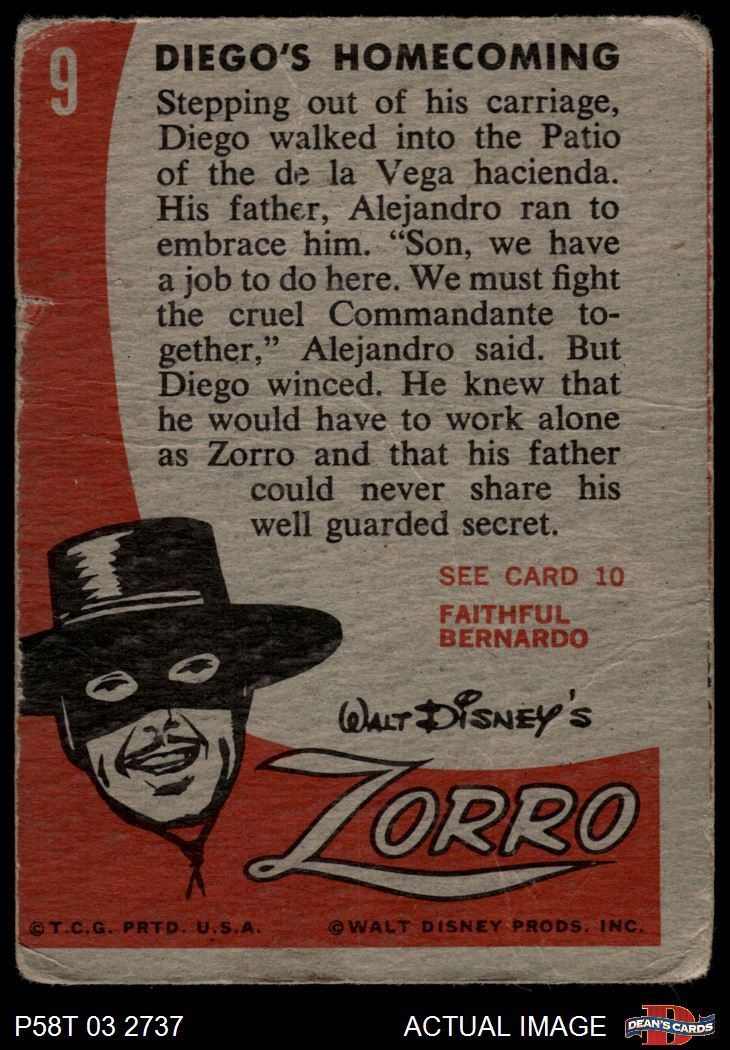 9
DIEGO'S HOMECOMING
Stepping out of his carriage,
Diego walked into the Patio
of the de la Vega hacienda.
His father, Alejandro ran to
embrace him. “Son, we have
a job to do here. We must fight
the cruel Commandante to-
gether,” Alejandro said. But
Diego winced. He knew that
he would have to work alone
as Zorro and that his father
could never share his
well guarded secret.
SEE CARD 10
FAITHFUL
BERNARDO
WALT DISNEY'S
ZORRO
©T.C.G. PRTD. U.S.A. ©WALT DISNEY PRODS. INC.
P58T 03 2737 ACTUAL IMAGE D DEAN'S CARDS